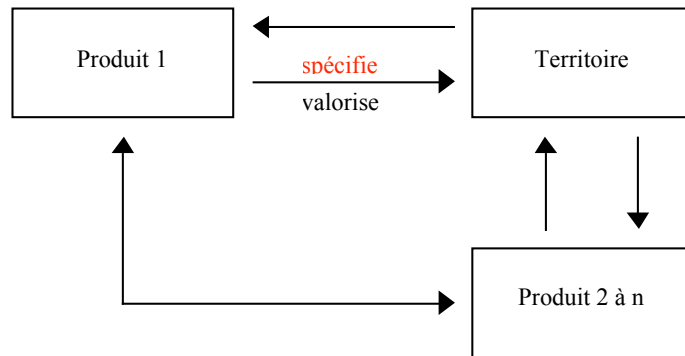 Produit 1
spécifie
valorise
Territoire
Produit 2 à n